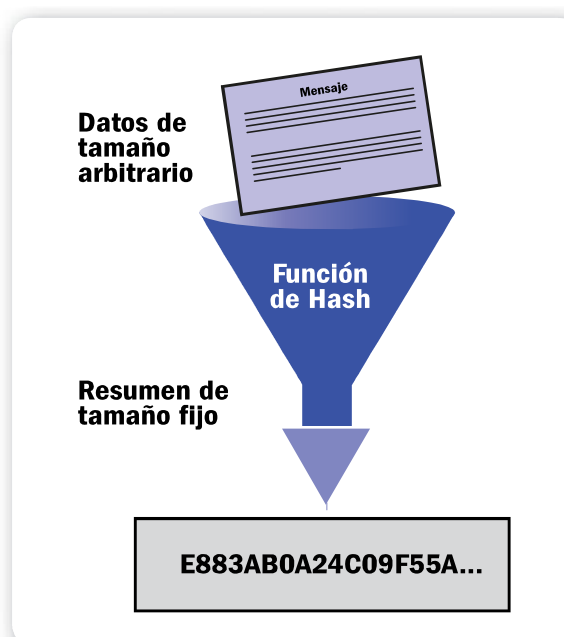 Mensaje
Datos de
tamaño
arbitrario
Función
de Hash
Resumen de
tamaño fijo
E883AB0A24C09F55A...